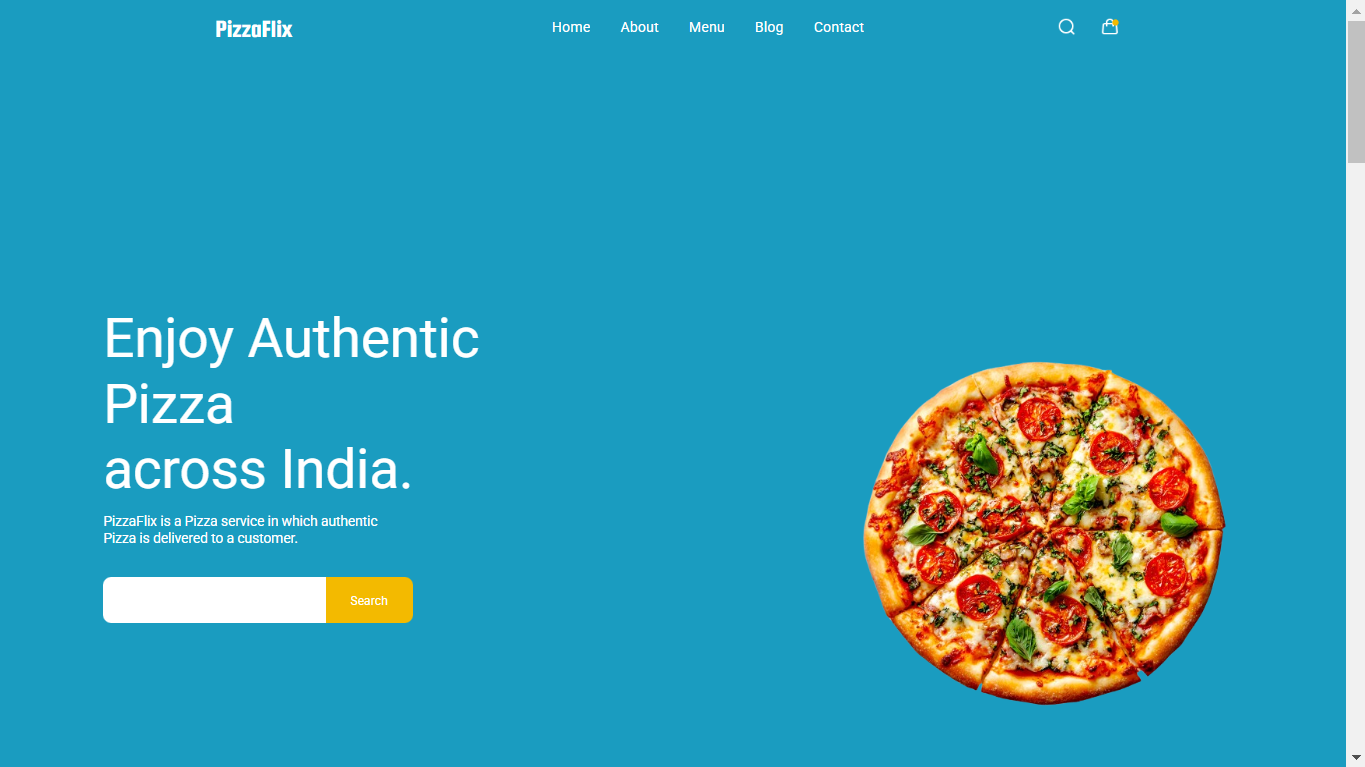 PizzaFlix
Home About Menu Blog Contact
Enjoy Authentic
Pizza
across India.
PizzaFlix is a Pizza service in which authentic
Pizza is delivered to a customer.
Search